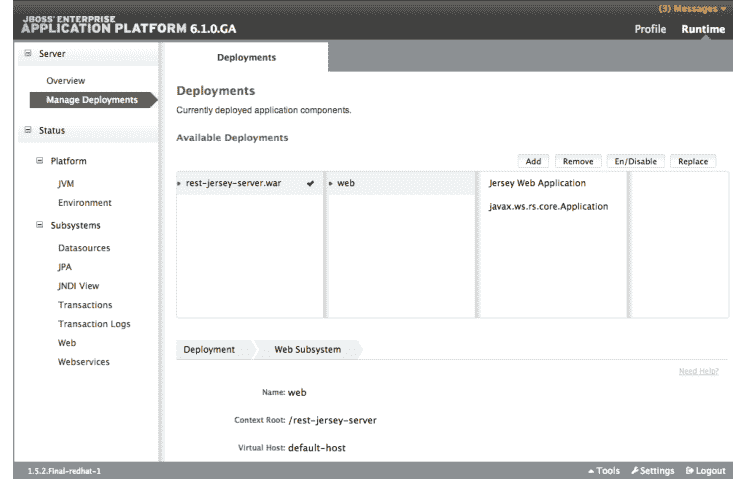 (3) Messages
JBOSS' ENTERPRISE
APPLICATION PLATFORM 6.1.0.GA
Profile Runtime
Server
Deployments
Overview
Manage Deployments
Status
Platform
JVM
Environment
Subsystems
Datasources
JPA
JNDI View
Transactions
Transaction Logs
Web
Webservices
Deployments
Currently deployed application components.
Available Deployments
Add Remove En/Disable Replace
rest-jersey-server.war web Jersey Web Application
javax.ws.rs.core.Application
Deployment Web Subsystem
Need Help?
Name: web
Context Root: /rest-jersey-server
Virtual Host: default-host
1.5.2.Final-redhat-1 Tools Settings Logout